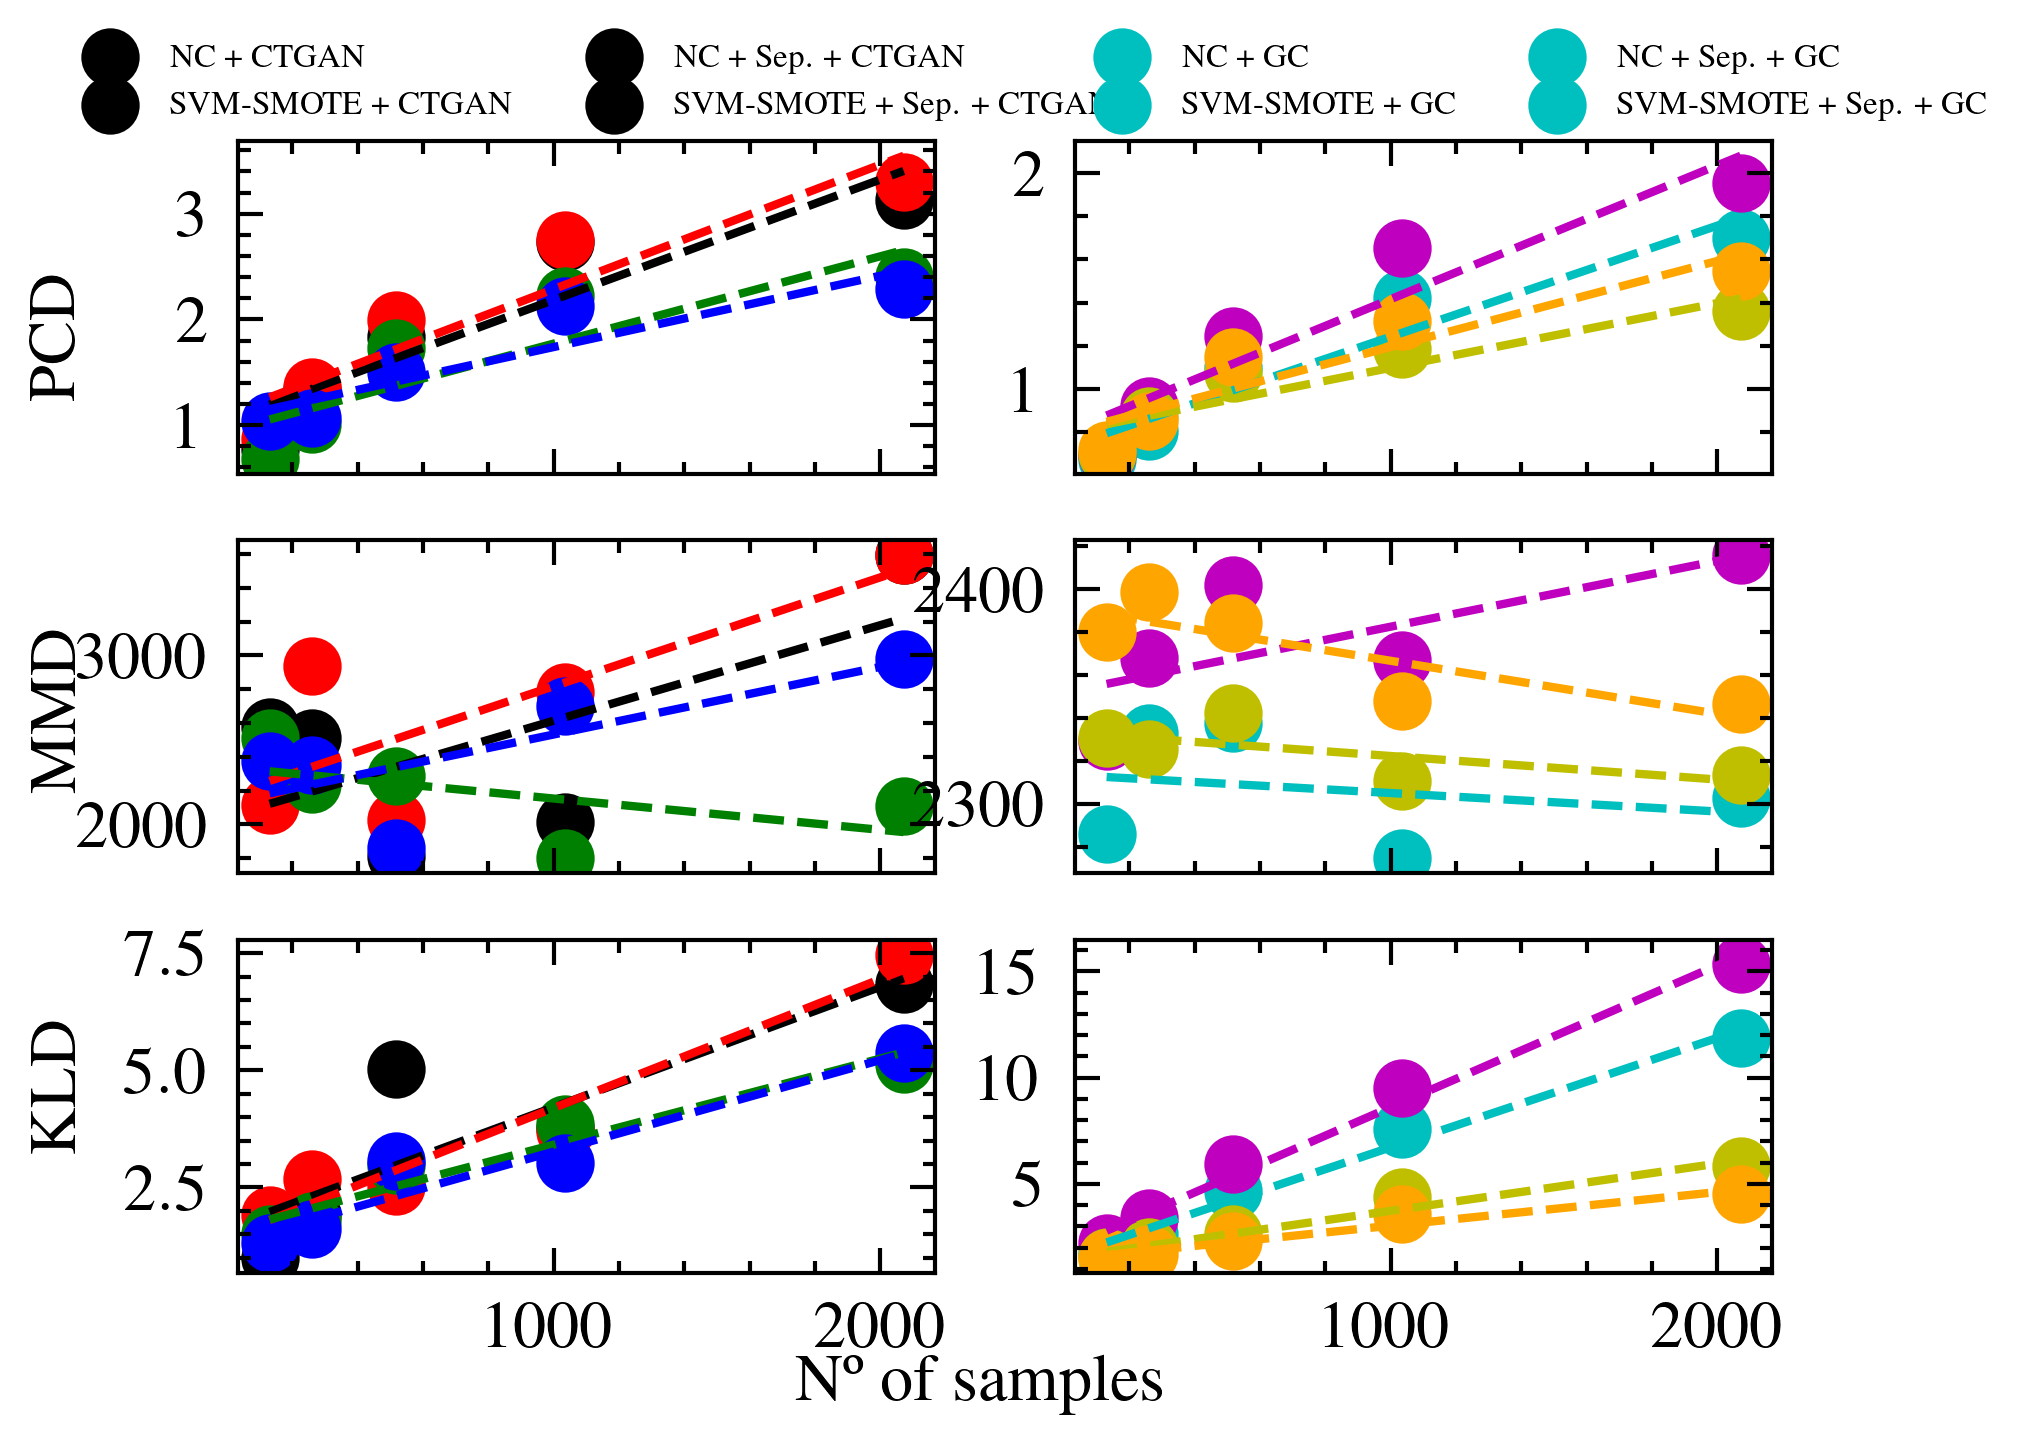 NC + CTGAN NC + Sep. + CTGAN NC + GC NC + Sep. + GC
SVM-SMOTE + CTGAN SVM-SMOTE + Sep. + CTGAN SVM-SMOTE + GC SVM-SMOTE + Sep. + GC
PCD
3
2
1
2
1
MMD
3000
2000
2400
2300
KLD
7.5
5.0
2.5
15
10
5
1000 2000 1000 2000
Nº of samples